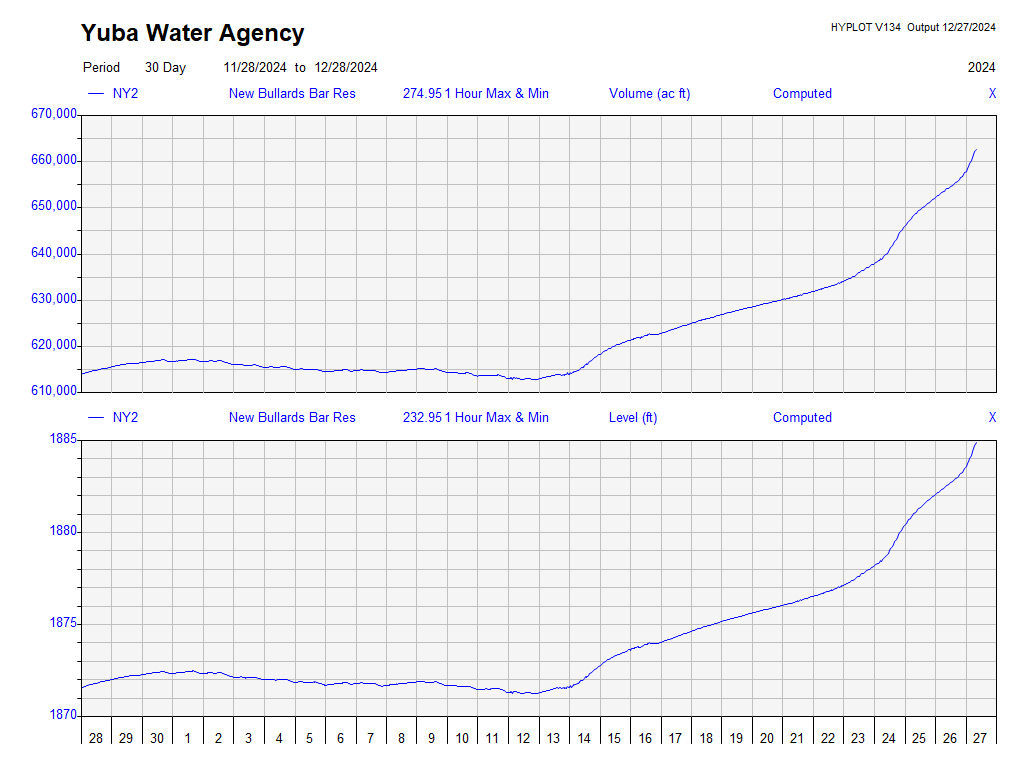 Yuba Water Agency
HYPLOT V134 Output 12/27/2024
Period 30 Day 11/28/2024 to 12/28/2024 2024
NY2 New Bullards Bar Res 274.95 1 Hour Max & Min Volume (ac ft) Computed X
670,000
660,000
650,000
640,000
630,000
620,000
610,000
NY2 New Bullards Bar Res 232.95 1 Hour Max & Min Level (ft) Computed X
1885
1880
1875
1870
28 29 30 1 2 3 4 5 6 7 8 9 10 11 12 13 14 15 16 17 18 19 20 21 22 23 24 25 26 27